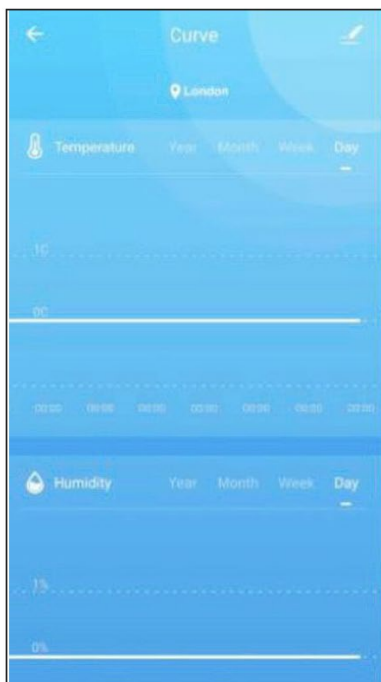 Curve
London
Temperature Year Month Week Day
1C
0C
00:00 00:00 00:00 00:00 00:00 00:00 00:00
Humidity Year Month Week Day
1%
0%